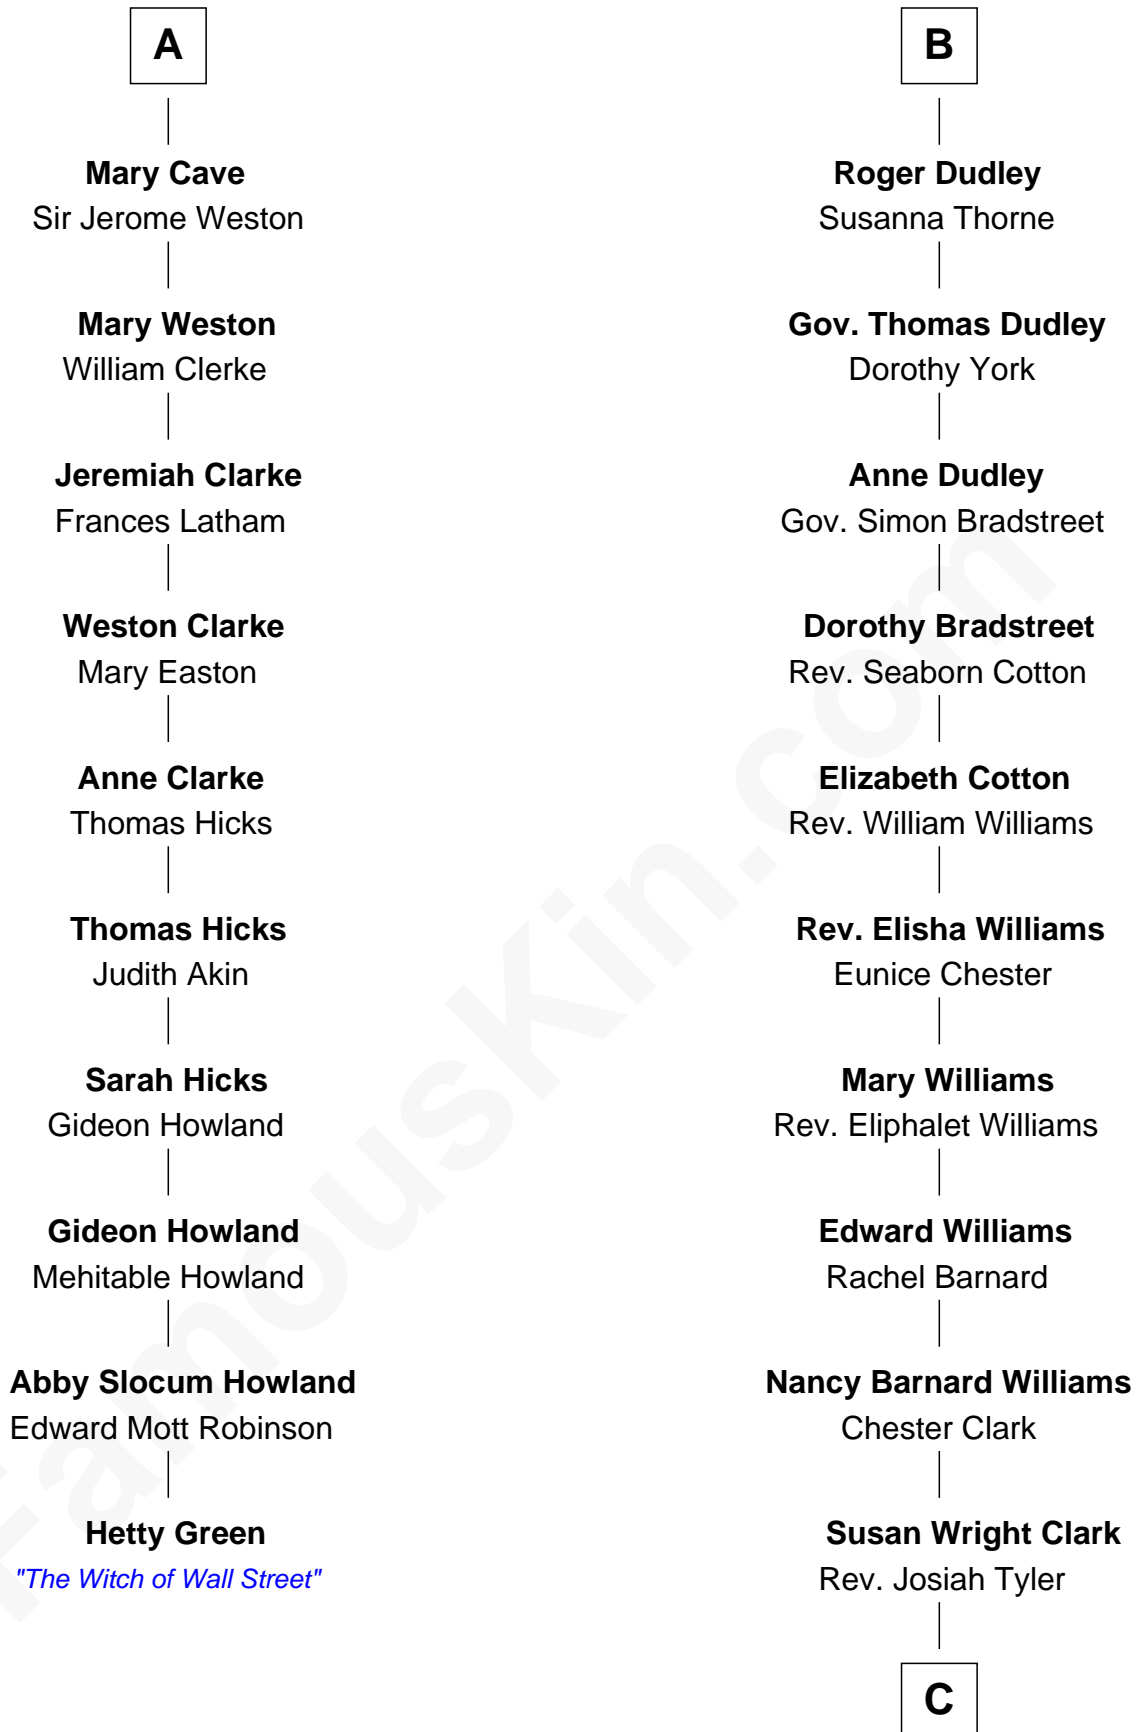 A
Mary Cave
Sir Jerome Weston
Mary Weston
William Clerke
Jeremiah Clarke
Frances Latham
Weston Clarke
Mary Easton
Anne Clarke
Thomas Hicks
Thomas Hicks
Judith Akin
Sarah Hicks
Gideon Howland
Gideon Howland
Mehitable Howland
Abby Slocum Howland
Edward Mott Robinson
Hetty Green
"The Witch of Wall Street"
B
Roger Dudley
Susanna Thorne
Gov. Thomas Dudley
Dorothy York
Anne Dudley
Gov. Simon Bradstreet
Dorothy Bradstreet
Rev. Seaborn Cotton
Elizabeth Cotton
Rev. William Williams
Rev. Elisha Williams
Eunice Chester
Mary Williams
Rev. Eliphalet Williams
Edward Williams
Rachel Barnard
Nancy Barnard Williams
Chester Clark
Susan Wright Clark
Rev. Josiah Tyler
C
FamousKin.com